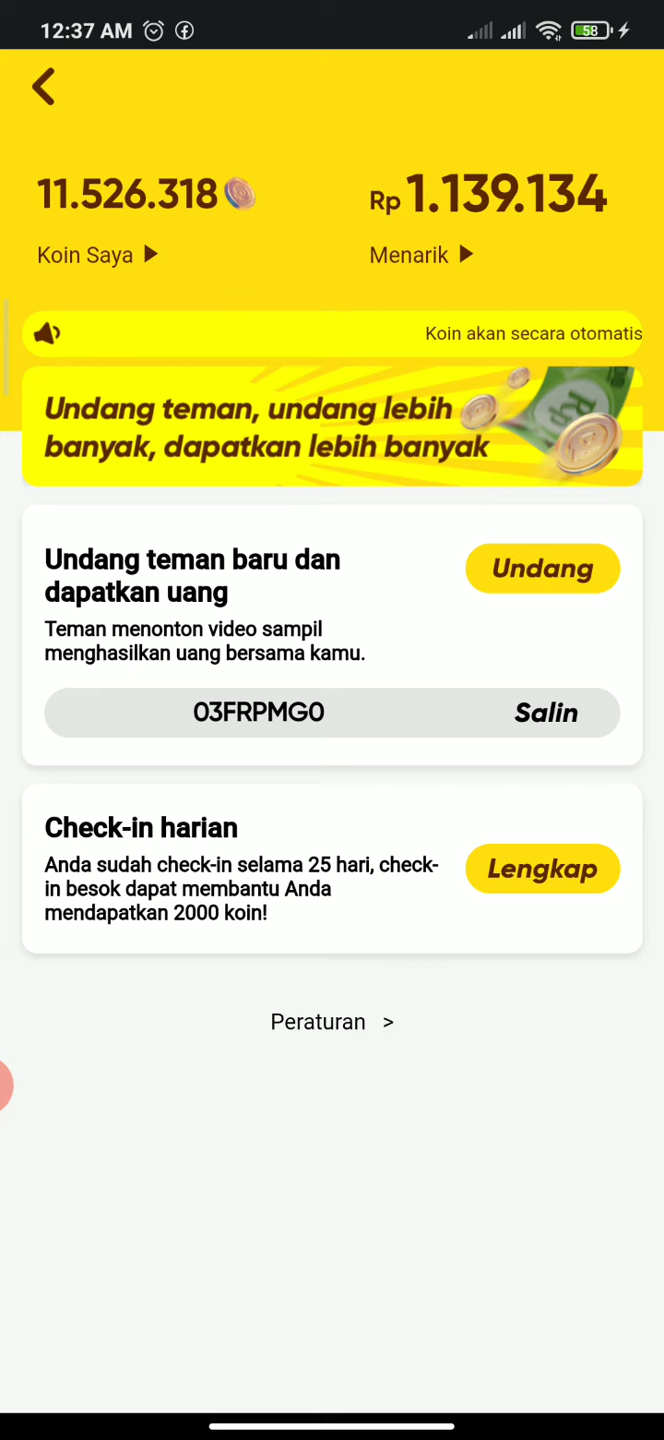 12:37 AM
58
11.526.318
Rp 1.139.134
Koin Saya
Menarik
Koin akan secara otomatis
Undang teman, undang lebih
banyak, dapatkan lebih banyak
Rp
Undang teman baru dan
dapatkan uang
Undang
Teman menonton video sampil
menghasilkan uang bersama kamu.
03FRPMG0
Salin
Check-in harian
Anda sudah check-in selama 25 hari, check-
in besok dapat membantu Anda
mendapatkan 2000 koin!
Lengkap
Peraturan >